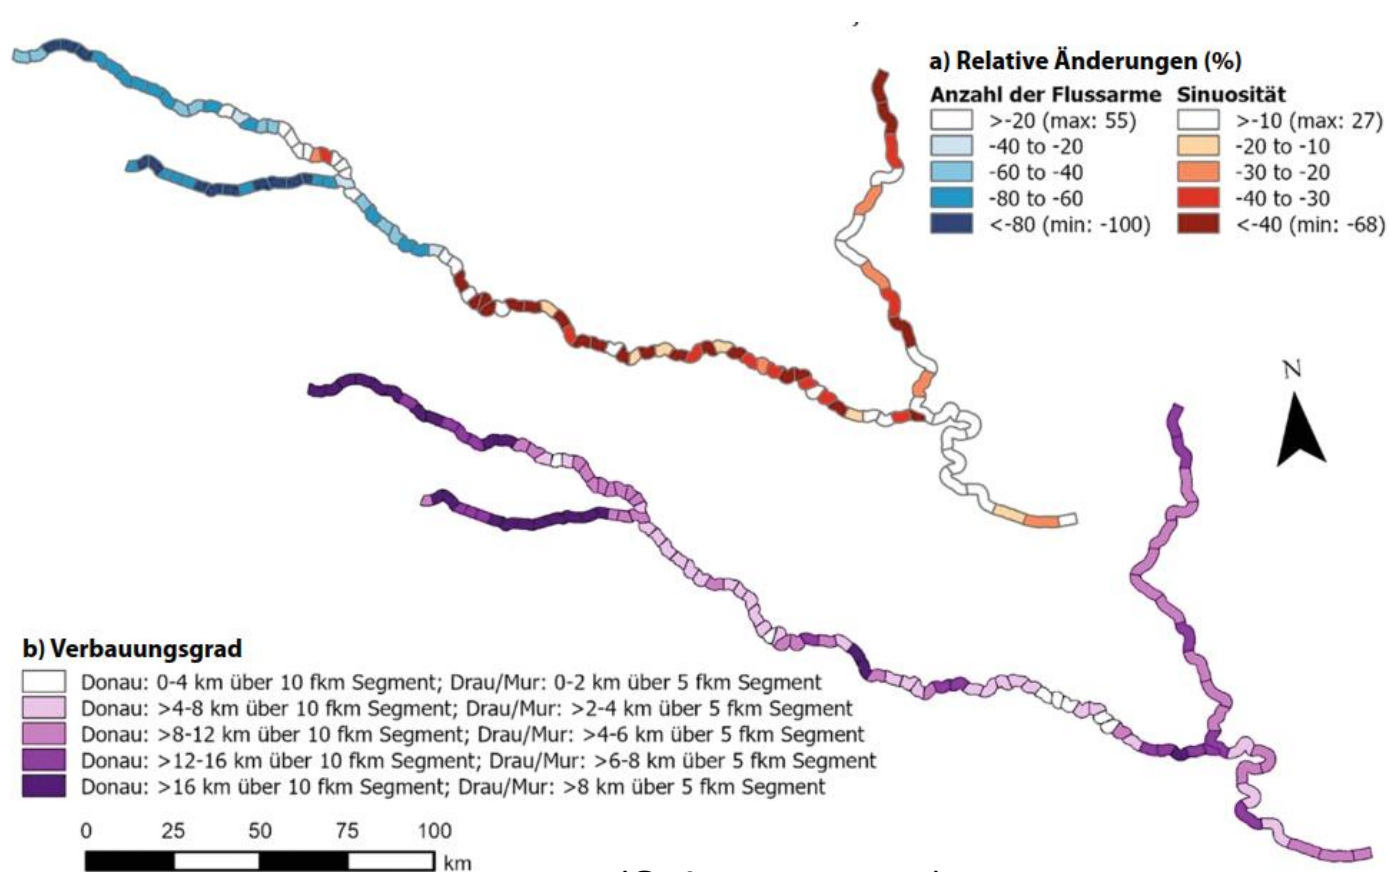 a) Relative Änderungen (%)
Anzahl der Flussarme Sinuosität
>-20 (max: 55) >-10 (max: 27)
-40 to -20 -20 to -10
-60 to -40 -30 to -20
-80 to -60 -40 to -30
<-80 (min: -100) <-40 (min: -68)
N
b) Verbauungsgrad
Donau: 0-4 km über 10 fkm Segment; Drau/Mur: 0-2 km über 5 fkm Segment
Donau: >4-8 km über 10 fkm Segment; Drau/Mur: >2-4 km über 5 fkm Segment
Donau: >8-12 km über 10 fkm Segment; Drau/Mur: >4-6 km über 5 fkm Segment
Donau: >12-16 km über 10 fkm Segment; Drau/Mur: >6-8 km über 5 fkm Segment
Donau: >16 km über 10 fkm Segment; Drau/Mur: >8 km über 5 fkm Segment
0 25 50 75 100
km